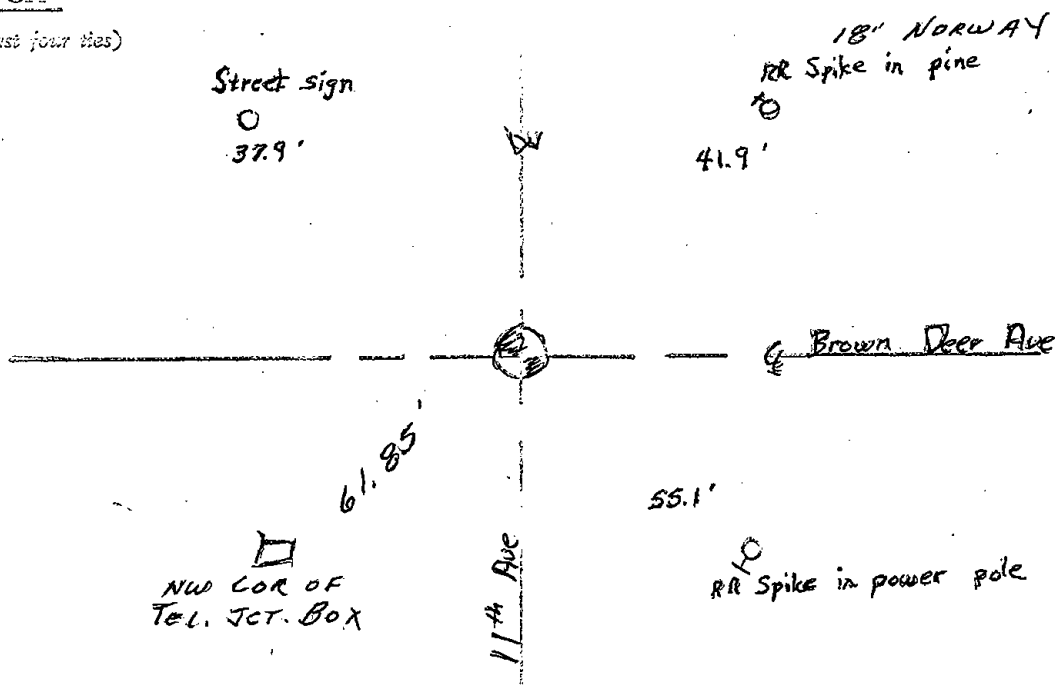 ast four ties)
18" NORWAY
RR Spike in pine
Street sign
37.9'
41.9'
℄ Brown Deer Ave
61.85'
55.1'
11th Ave
NW COR OF
TEL. JCT. BOX
RR Spike in power pole